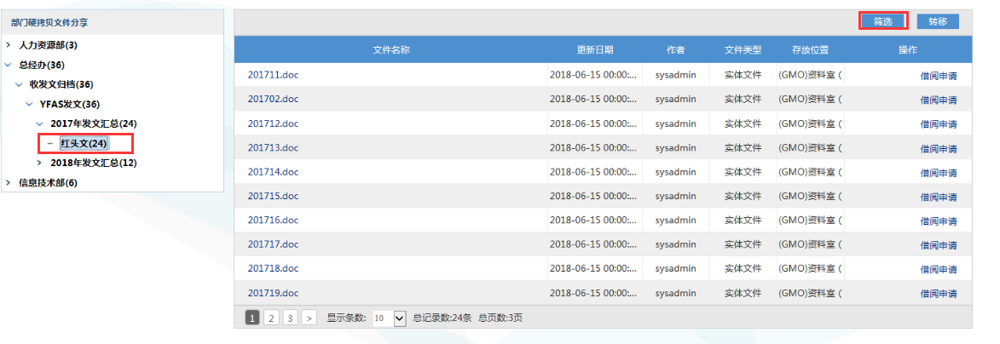 部门硬拷贝文件分享
人力资源部(3)
总经办(36)
收发文归档(36)
YFAS发文(36)
2017年发文汇总(24)
红头文(24)
2018年发文汇总(12)
信息技术部(6)
筛选 转移
文件名称 更新日期 作者 文件类型 存放位置 操作
201711.doc 2018-06-15 00:00:... sysadmin 实体文件 (GMO)资料室 ( 借阅申请
201702.doc 2018-06-15 00:00:... sysadmin 实体文件 (GMO)资料室 ( 借阅申请
201712.doc 2018-06-15 00:00:... sysadmin 实体文件 (GMO)资料室 ( 借阅申请
201713.doc 2018-06-15 00:00:... sysadmin 实体文件 (GMO)资料室 ( 借阅申请
201714.doc 2018-06-15 00:00:... sysadmin 实体文件 (GMO)资料室 ( 借阅申请
201715.doc 2018-06-15 00:00:... sysadmin 实体文件 (GMO)资料室 ( 借阅申请
201716.doc 2018-06-15 00:00:... sysadmin 实体文件 (GMO)资料室 ( 借阅申请
201717.doc 2018-06-15 00:00:... sysadmin 实体文件 (GMO)资料室 ( 借阅申请
201718.doc 2018-06-15 00:00:... sysadmin 实体文件 (GMO)资料室 ( 借阅申请
201719.doc 2018-06-15 00:00:... sysadmin 实体文件 (GMO)资料室 ( 借阅申请
1 2 3 > 显示条数: 10 总记录数:24条 总页数:3页